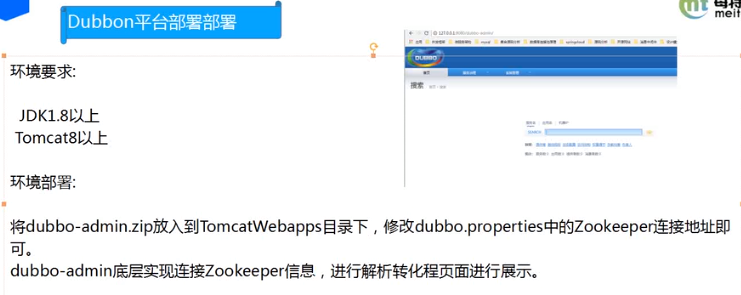 Dubbon平台部署部署
meit
环境要求:
JDK1.8以上
Tomcat8以上
环境部署:
将dubbo-admin.zip放入到TomcatWebapps目录下，修改dubbo.properties中的Zookeeper连接地址即
可。
dubbo-admin底层实现连接Zookeeper信息，进行解析转化程页面进行展示。
DUBBO
首页
搜索
SEARCH